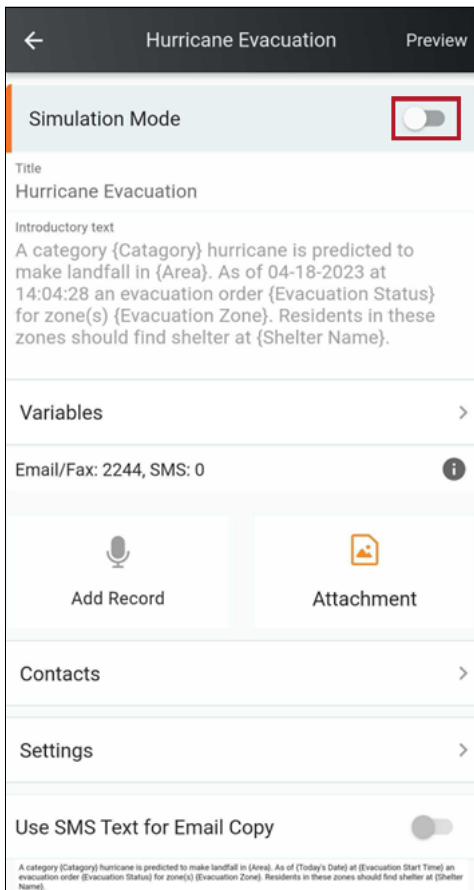 Hurricane Evacuation Preview
Simulation Mode
Title
Hurricane Evacuation
Introductory text
A category {Catagory} hurricane is predicted to
make landfall in {Area}. As of 04-18-2023 at
14:04:28 an evacuation order {Evacuation Status}
for zone(s) {Evacuation Zone}. Residents in these
zones should find shelter at {Shelter Name}.
Variables
Email/Fax: 2244, SMS: 0
Add Record Attachment
Contacts
Settings
Use SMS Text for Email Copy
A category {Catagory} hurricane is predicted to make landfall in {Area}. As of {Today's Date} at {Evacuation Start Time} an
evacuation order {Evacuation Status} for zone(s) {Evacuation Zone}. Residents in these zones should find shelter at {Shelter
Name}.